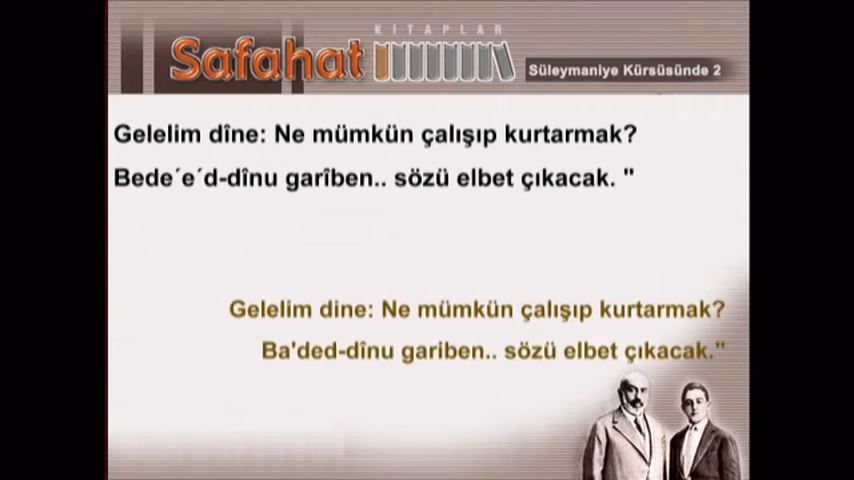 KİTAPLAR
Safahat
Süleymaniye Kürsüsünde 2
Gelelim dîne: Ne mümkün çalışıp kurtarmak?
Bede´e´d-dînu garîben.. sözü elbet çıkacak. "
Gelelim dine: Ne mümkün çalışıp kurtarmak?
Ba'ded-dînu gariben.. sözü elbet çıkacak."